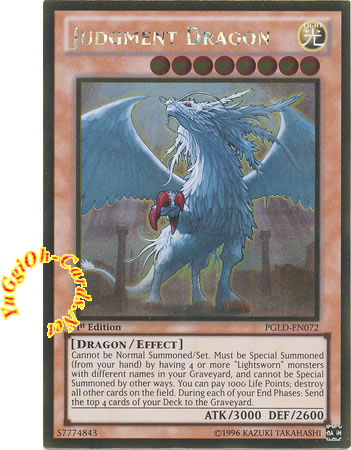 Judgment Dragon
LIGHT
光
YuGgiOh-Cards.Net
1st Edition
PGLD-EN072
[DRAGON / EFFECT]
Cannot be Normal Summoned/Set. Must be Special Summoned
(from your hand) by having 4 or more "Lightsworn" monsters
with different names in your Graveyard, and cannot be Special
Summoned by other ways. You can pay 1000 Life Points; destroy
all other cards on the field. During each of your End Phases: Send
the top 4 cards of your Deck to the Graveyard.
ATK/3000 DEF/2600
57774843
©1996 KAZUKI TAKAHASHI